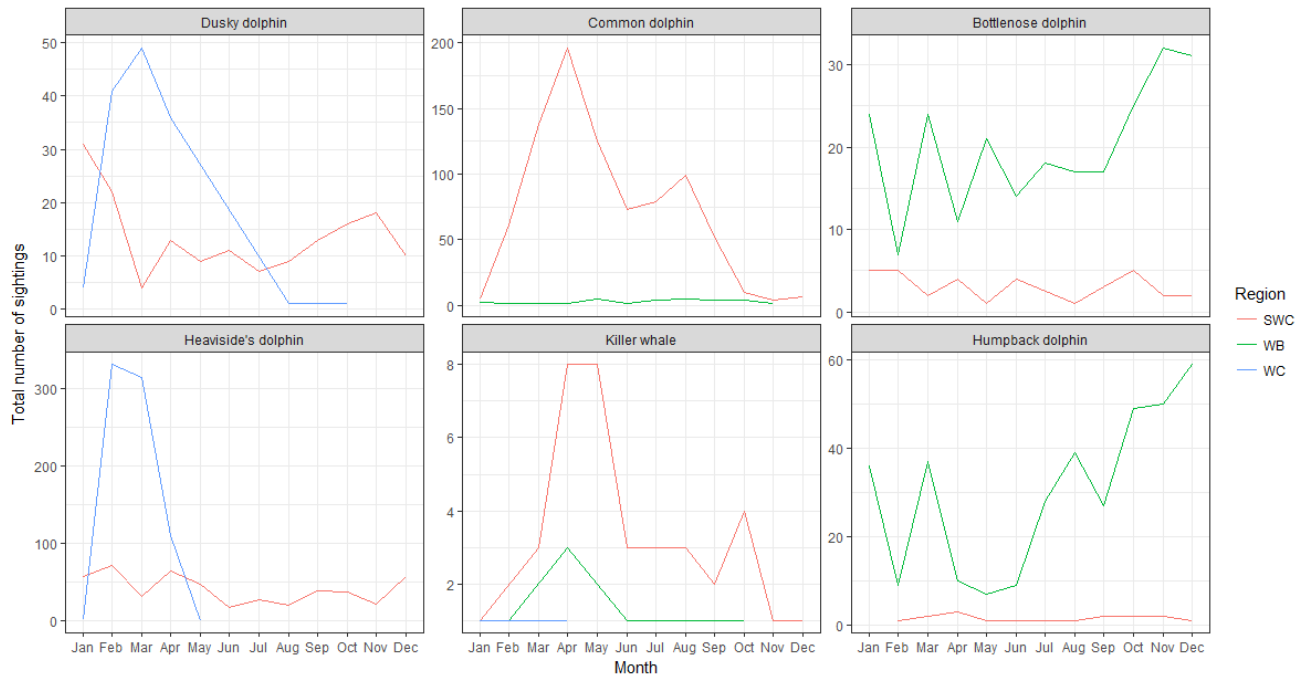 Dusky dolphin
Common dolphin
Bottlenose dolphin
50
40
30
20
10
0
200
150
100
50
0
30
20
10
0
Heaviside's dolphin
Killer whale
Humpback dolphin
300
200
100
0
8
6
4
2
60
40
20
0
Jan Feb Mar Apr May Jun Jul Aug Sep Oct Nov Dec
Jan Feb Mar Apr May Jun Jul Aug Sep Oct Nov Dec
Jan Feb Mar Apr May Jun Jul Aug Sep Oct Nov Dec
Month
Total number of sightings
Region
SWC
WB
WC